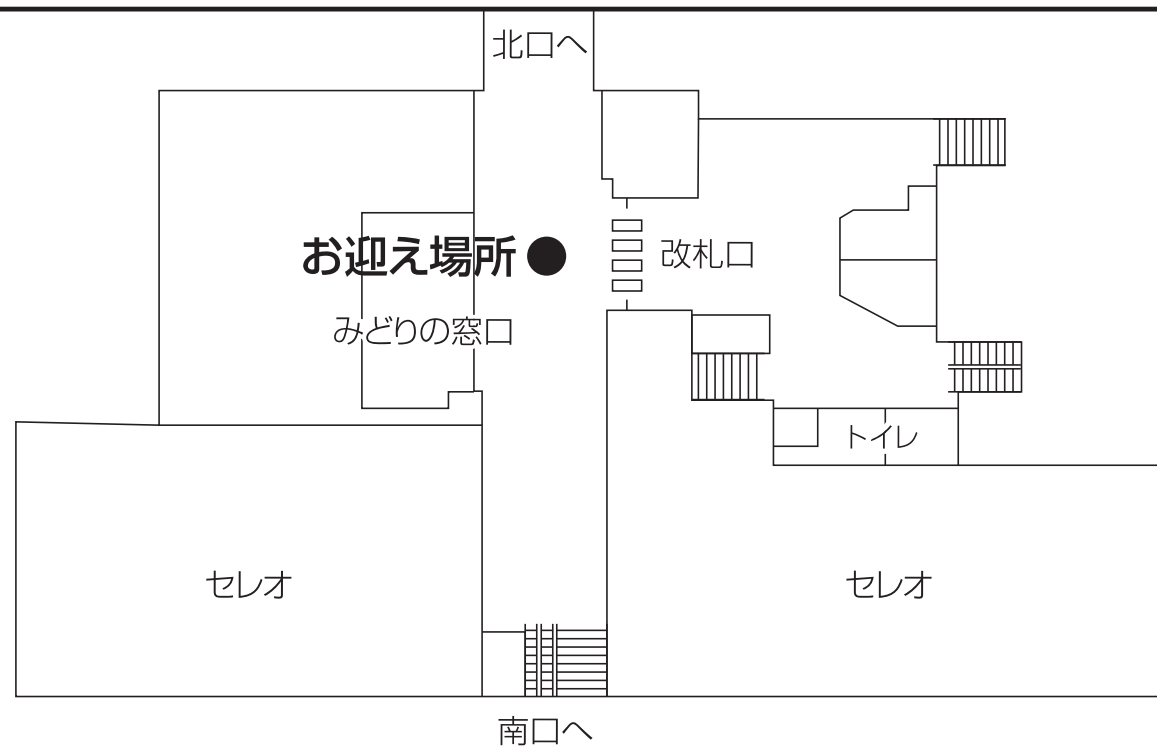 北口へ
お迎え場所
改札口
みどりの窓口
トイレ
セレオ
セレオ
南口へ